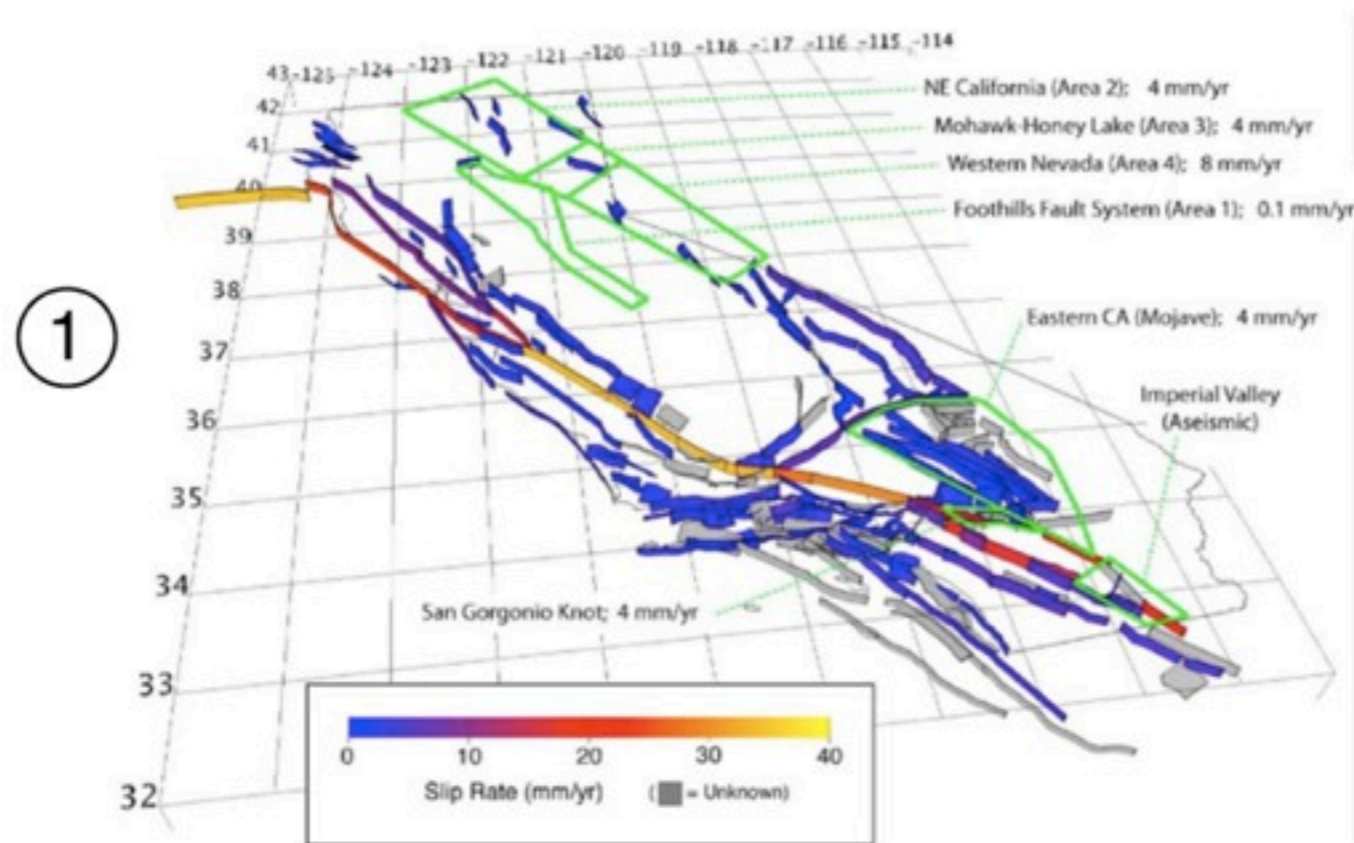 43 -125 -124 -123 -122 -121 -120 -119 -118 -117 -116 -115 -114
42
41
40
39
38
37
36
35
34
33
32
NE California (Area 2); 4 mm/yr
Mohawk-Honey Lake (Area 3); 4 mm/yr
Western Nevada (Area 4); 8 mm/yr
Foothills Fault System (Area 1); 0.1 mm/yr
1
Eastern CA (Mojave); 4 mm/yr
Imperial Valley
(Aseismic)
San Gorgonio Knot; 4 mm/yr
0 10 20 30 40
Slip Rate (mm/yr) ( = Unknown)